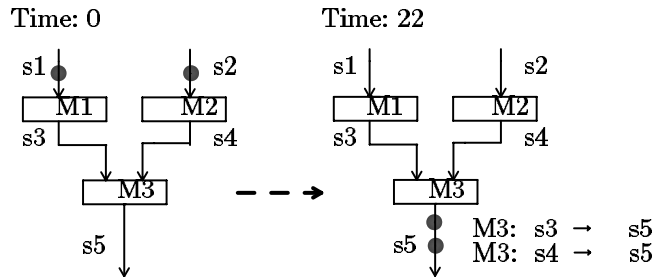 Time: 0
Time: 22
s1
s2
s1
s2
M1
M2
M1
M2
s3
s4
s3
s4
M3
M3
s5
s5
M3: s3 → s5
M3: s4 → s5